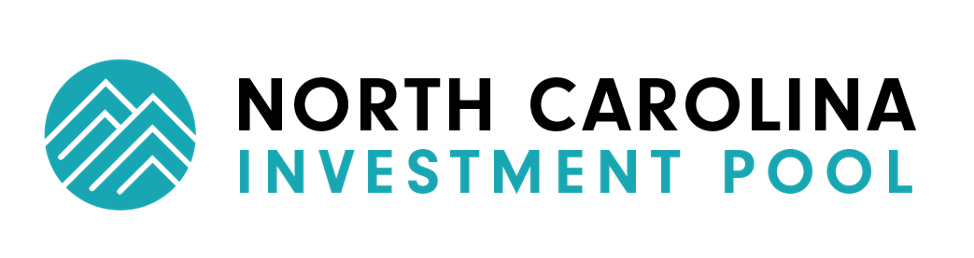 NORTH CAROLINA
INVESTMENT POOL